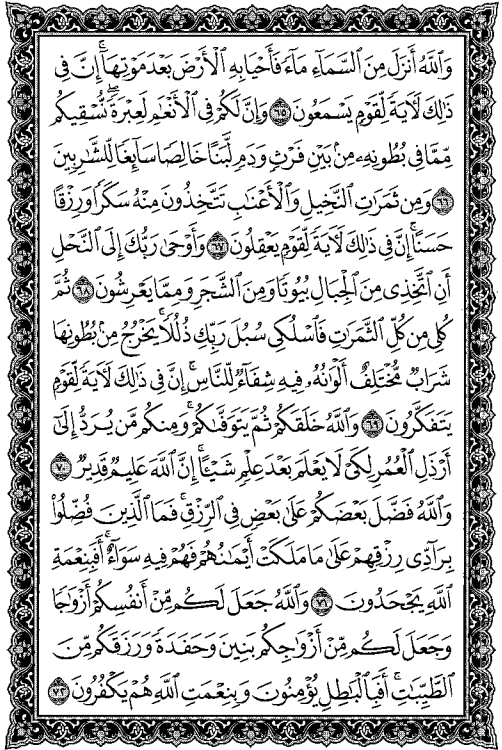 وَٱللَّهُ أَنزَلَ مِنَ ٱلسَّمَآءِ مَآءً فَأَحْيَا بِهِ ٱلْأَرْضَ بَعْدَ مَوْتِهَآ ۚ إِنَّ فِى
ذَٰلِكَ لَءَايَةً لِّقَوْمٍ يَسْمَعُونَ ٦٥ وَإِنَّ لَكُمْ فِى ٱلْأَنْعَٰمِ لَعِبْرَةً ۖ نُّسْقِيكُم
مِّمَّا فِى بُطُونِهِۦ مِنۢ بَيْنِ فَرْثٍ وَدَمٍ لَّبَنًا خَالِصًا سَآئِغًا لِّلشَّٰرِبِينَ
٦٦ وَمِن ثَمَرَٰتِ ٱلنَّخِيلِ وَٱلْأَعْنَٰبِ تَتَّخِذُونَ مِنْهُ سَكَرًا وَرِزْقًا
حَسَنًا ۗ إِنَّ فِى ذَٰلِكَ لَءَايَةً لِّقَوْمٍ يَعْقِلُونَ ٦٧ وَأَوْحَىٰ رَبُّكَ إِلَى ٱلنَّحْلِ
أَنِ ٱتَّخِذِى مِنَ ٱلْجِبَالِ بُيُوتًا وَمِنَ ٱلشَّجَرِ وَمِمَّا يَعْرِشُونَ ٦٨ ثُمَّ
كُلِى مِن كُلِّ ٱلثَّمَرَٰتِ فَٱسْلُكِى سُبُلَ رَبِّكِ ذُلُلًا ۚ يَخْرُجُ مِنۢ بُطُونِهَا
شَرَابٌ مُّخْتَلِفٌ أَلْوَٰنُهُۥ فِيهِ شِفَآءٌ لِّلنَّاسِ ۗ إِنَّ فِى ذَٰلِكَ لَءَايَةً لِّقَوْمٍ
يَتَفَكَّرُونَ ٦٩ وَٱللَّهُ خَلَقَكُمْ ثُمَّ يَتَوَفَّىٰكُمْ ۚ وَمِنكُم مَّن يُرَدُّ إِلَىٰٓ
أَرْذَلِ ٱلْعُمُرِ لِكَىْ لَا يَعْلَمَ بَعْدَ عِلْمٍ شَيْـًٔا ۚ إِنَّ ٱللَّهَ عَلِيمٌ قَدِيرٌ ٧٠
وَٱللَّهُ فَضَّلَ بَعْضَكُمْ عَلَىٰ بَعْضٍ فِى ٱلرِّزْقِ ۚ فَمَا ٱلَّذِينَ فُضِّلُوا۟
بِرَآدِّى رِزْقِهِمْ عَلَىٰ مَا مَلَكَتْ أَيْمَٰنُهُمْ فَهُمْ فِيهِ سَوَآءٌ ۚ أَفَبِنِعْمَةِ
ٱللَّهِ يَجْحَدُونَ ٧١ وَٱللَّهُ جَعَلَ لَكُم مِّنْ أَنفُسِكُمْ أَزْوَٰجًا
وَجَعَلَ لَكُم مِّنْ أَزْوَٰجِكُم بَنِينَ وَحَفَدَةً وَرَزَقَكُم مِّنَ
ٱلطَّيِّبَٰتِ ۚ أَفَبِٱلْبَٰطِلِ يُؤْمِنُونَ وَبِنِعْمَتِ ٱللَّهِ هُمْ يَكْفُرُونَ ٧٢